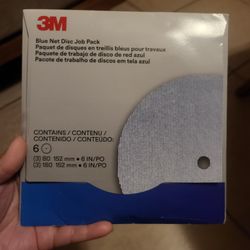 3M
Blue Net Disc Job Pack
Paquet de disques en treillis bleus pour travaux
Paquete de trabajo de disco de red azul
Pacote de trabalho de discos em tela azul
CONTAINS / CONTENU /
CONTENIDO / CONTEÚDO:
6
(3) 80 152 mm • 6 IN/PO
(3) 180 152 mm • 6 IN/PO